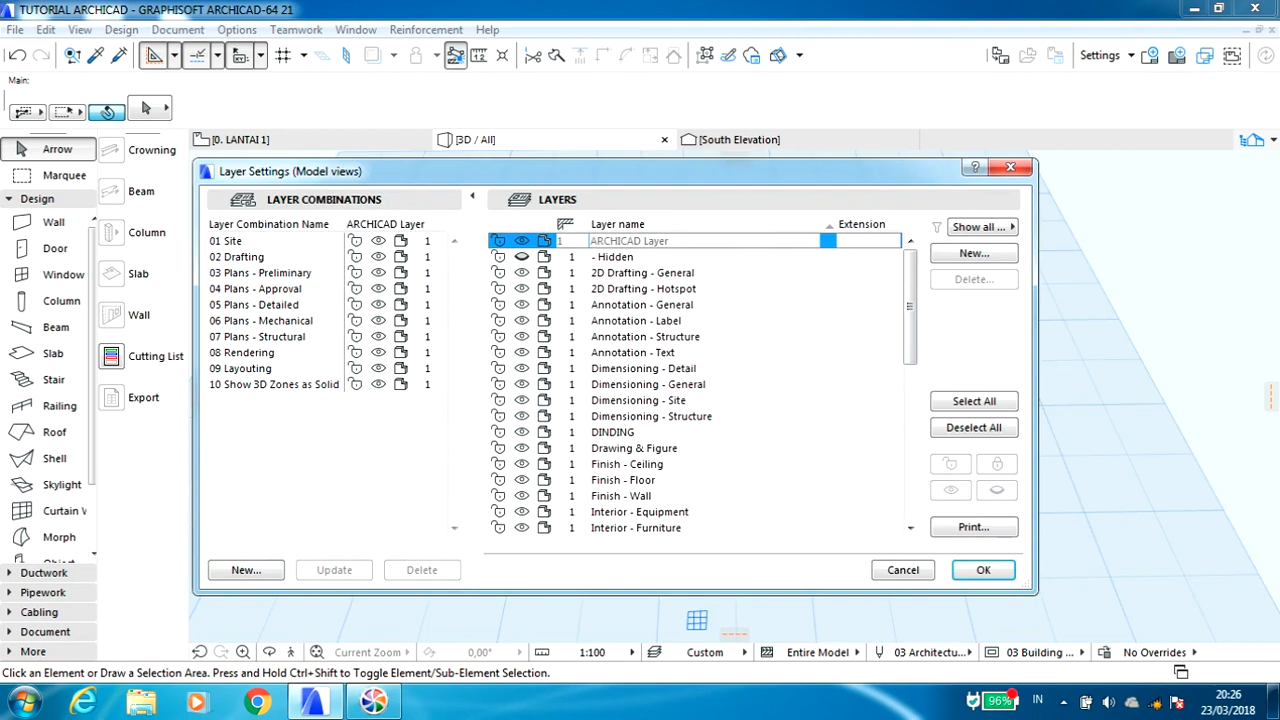 TUTORIAL ARCHICAD - GRAPHISOFT ARCHICAD-64 21
File Edit View Design Document Options Teamwork Window Reinforcement Help
Settings
Main:
[0. LANTAI 1] [3D / All] [South Elevation]
Arrow
Marquee
Design
Wall
Door
Window
Column
Beam
Slab
Stair
Railing
Roof
Shell
Skylight
Curtain W
Morph
Object
Ductwork
Pipework
Cabling
Document
More
Crowning
Beam
Column
Slab
Wall
Cutting List
Export
Layer Settings (Model views)
LAYER COMBINATIONS
Layer Combination Name ARCHICAD Layer
01 Site 1
02 Drafting 1
03 Plans - Preliminary 1
04 Plans - Approval 1
05 Plans - Detailed 1
06 Plans - Mechanical 1
07 Plans - Structural 1
08 Rendering 1
09 Layouting 1
10 Show 3D Zones as Solid 1
New... Update Delete
LAYERS
Layer name Extension
1 ARCHICAD Layer
1 - Hidden
1 2D Drafting - General
1 2D Drafting - Hotspot
1 Annotation - General
1 Annotation - Label
1 Annotation - Structure
1 Annotation - Text
1 Dimensioning - Detail
1 Dimensioning - General
1 Dimensioning - Site
1 Dimensioning - Structure
1 DINDING
1 Drawing & Figure
1 Finish - Ceiling
1 Finish - Floor
1 Finish - Wall
1 Interior - Equipment
1 Interior - Furniture
Show all ...
New...
Delete...
Select All
Deselect All
Print...
Cancel OK
Current Zoom 0,00° 1:100 Custom Entire Model 03 Architectu... 03 Building ... No Overrides
Click an Element or Draw a Selection Area. Press and Hold Ctrl+Shift to Toggle Element/Sub-Element Selection.
96% IN
20:26
23/03/2018